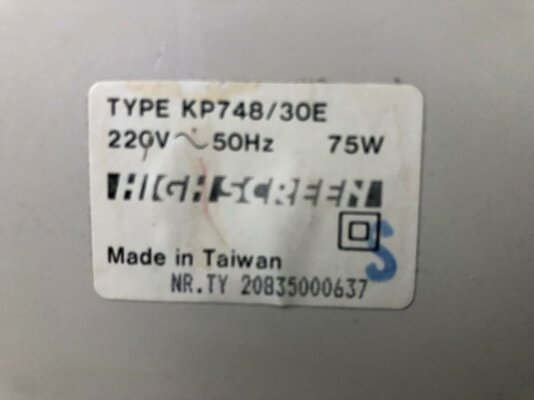 TYPE KP748/30E
220V~50Hz 75W
HIGHSCREEN
Made in Taiwan
S
NR.TY 20835000637